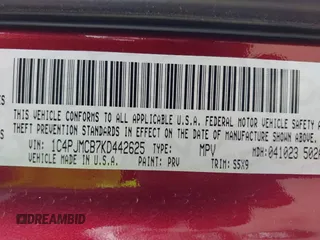 THIS VEHICLE CONFORMS TO ALL APPLICABLE U.S.A. FEDERAL MOTOR VEHICLE SAFETY
THEFT PREVENTION STANDARDS IN EFFECT ON THE DATE OF MANUFACTURE SHOWN ABOVE.
VIN: 1C4PJMCB7KD442625 TYPE: MPV MDH: 041023
MADE IN U.S.A. PAINT: PRV TRIM: S5X9
DREAMBID